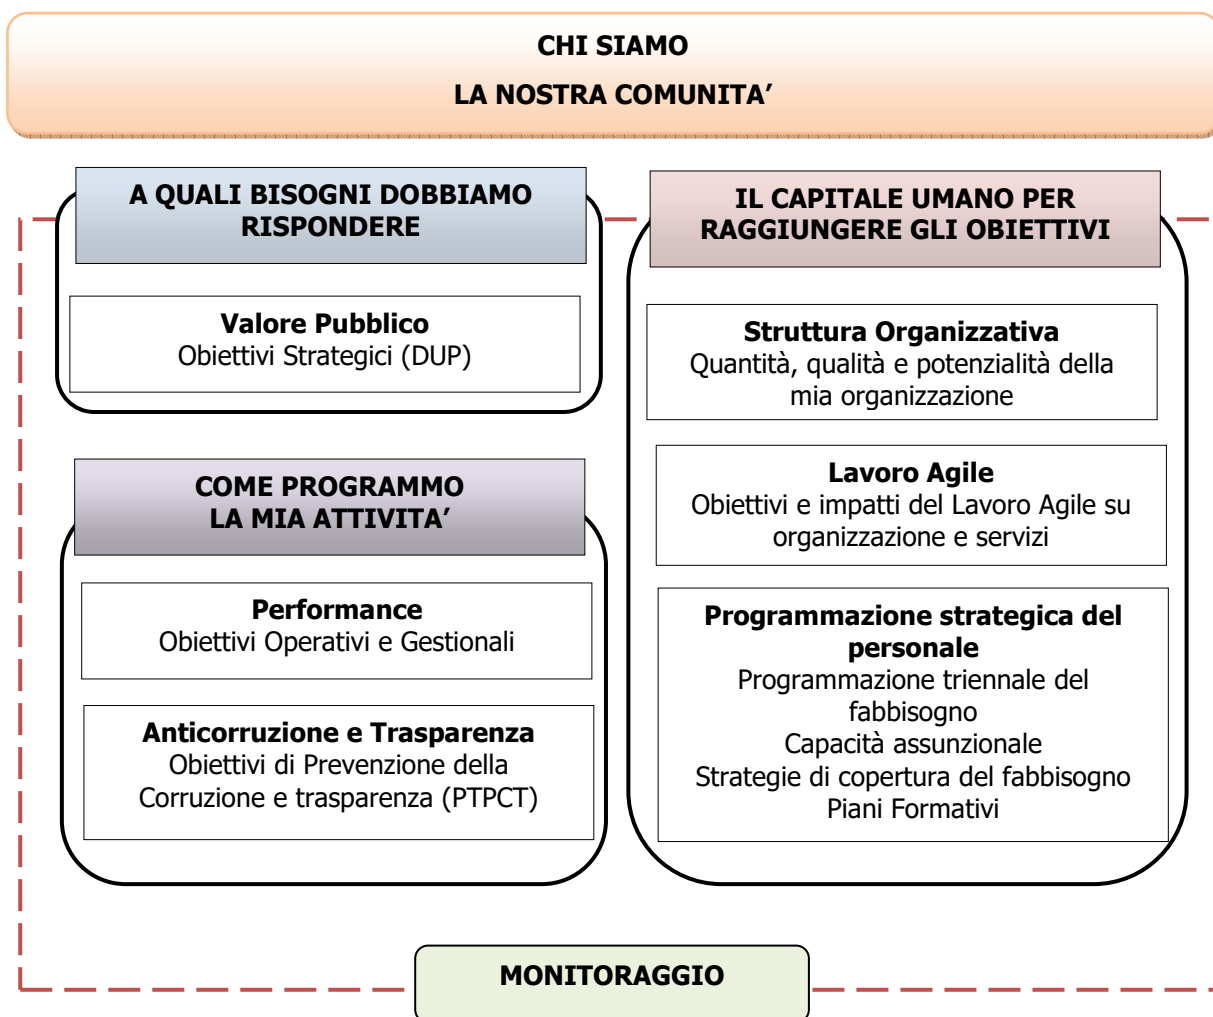 CHI SIAMO
LA NOSTRA COMUNITA’
A QUALI BISOGNI DOBBIAMO
RISPONDERE
Valore Pubblico
Obiettivi Strategici (DUP)
COME PROGRAMMO
LA MIA ATTIVITA’
Performance
Obiettivi Operativi e Gestionali
Anticorruzione e Trasparenza
Obiettivi di Prevenzione della
Corruzione e trasparenza (PTPCT)
IL CAPITALE UMANO PER
RAGGIUNGERE GLI OBIETTIVI
Struttura Organizzativa
Quantità, qualità e potenzialità della
mia organizzazione
Lavoro Agile
Obiettivi e impatti del Lavoro Agile su
organizzazione e servizi
Programmazione strategica del
personale
Programmazione triennale del
fabbisogno
Capacità assunzionale
Strategie di copertura del fabbisogno
Piani Formativi
MONITORAGGIO